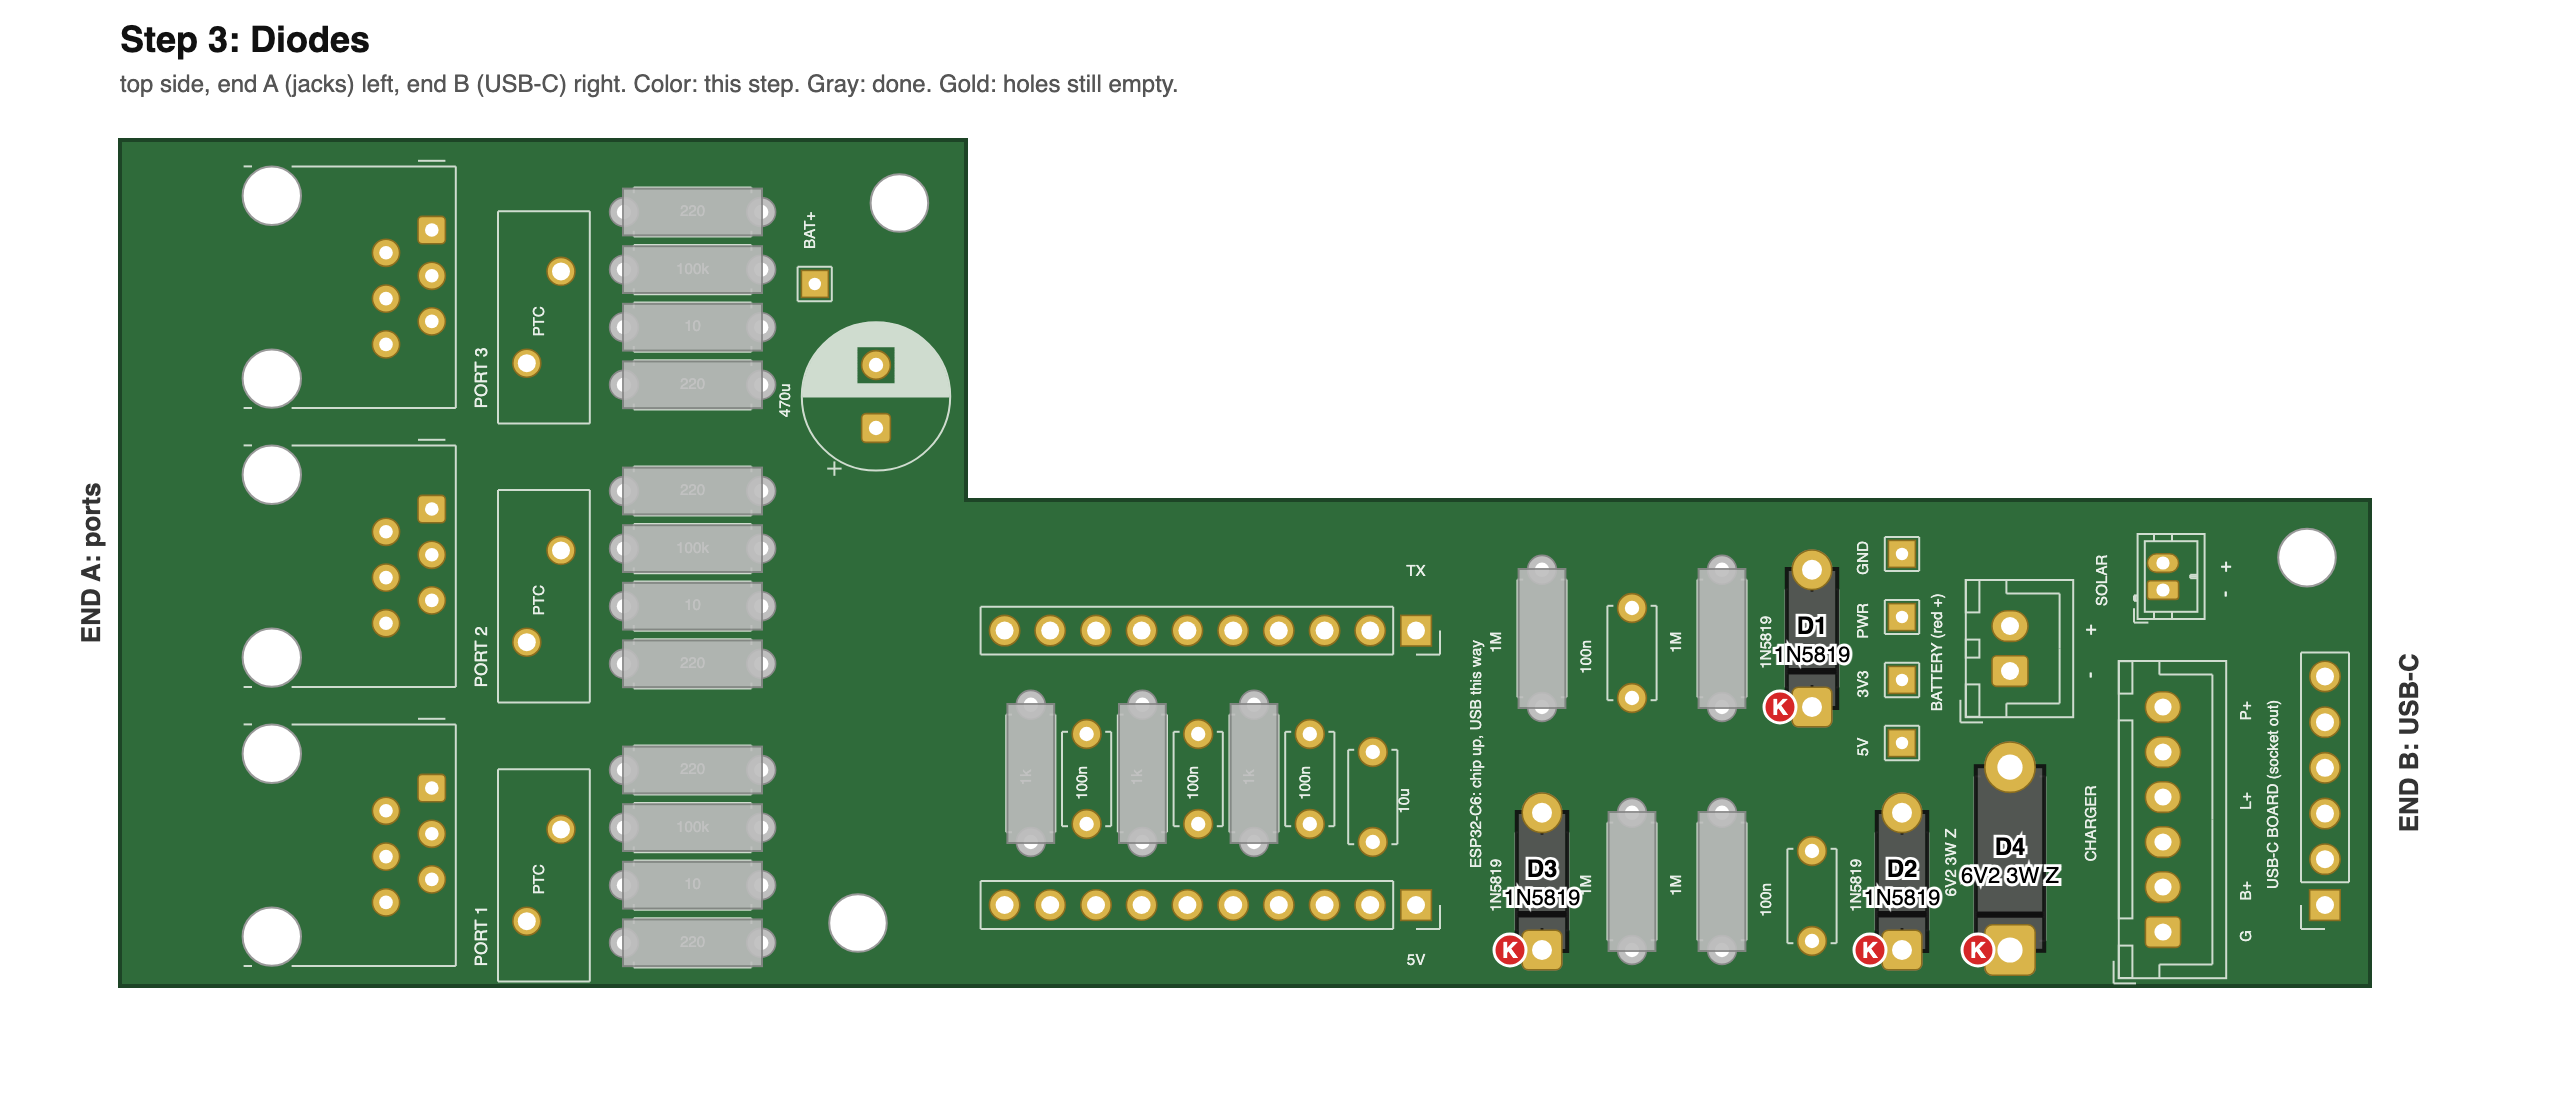 Step 3: Diodes
top side, end A (jacks) left, end B (USB-C) right. Color: this step. Gray: done. Gold: holes still empty.
END A: ports
PORT 3
PTC
220
100k
10
220
BAT+
470u
+
PORT 2
PTC
220
100k
10
220
PORT 1
PTC
220
100k
10
220
TX
1k
100n
1k
100n
1k
100n
10u
5V
ESP32-C6: chip up, USB this way
1M
100n
1M
1N5819
D1
1N5819
K
GND
PWR
3V3
5V
BATTERY (red +)
+
-
SOLAR
+
-
1N5819
D3
1N5819
K
1M
1M
100n
1N5819
D2
1N5819
K
6V2 3W Z
D4
6V2 3W Z
K
CHARGER
P+
L+
B+
G
USB-C BOARD (socket out)
END B: USB-C